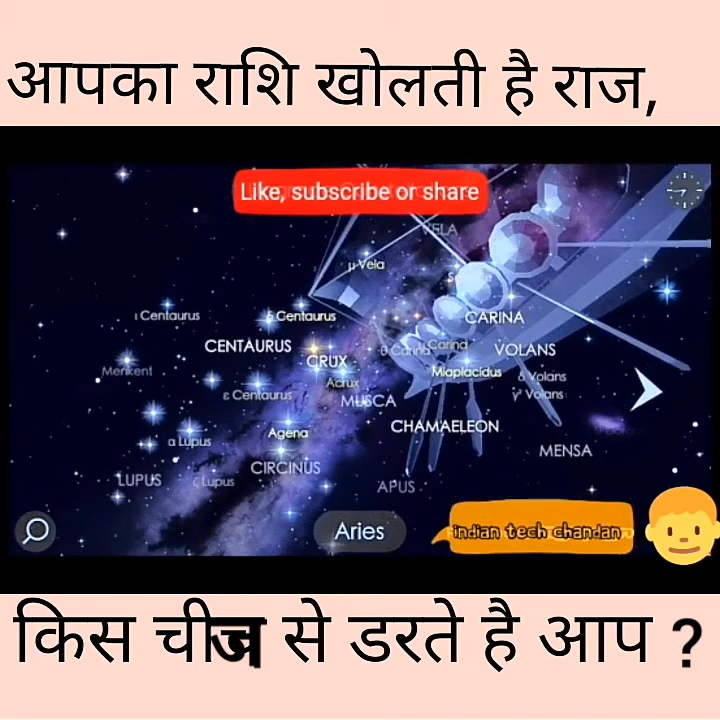 आपका राशि खोलती है राज,
Like, subscribe or share
VELA
μ Vela
ι Centaurus
δ Centaurus
CARINA
CENTAURUS
CRUX
θ Carina
Carina
VOLANS
Menkent
Miaplacidus
δ Volans
Acrux
ε Centaurus
γ² Volans
MUSCA
Agena
CHAMAELEON
α Lupus
MENSA
CIRCINUS
LUPUS
ζ Lupus
APUS
Aries
indian tech chandan
किस चीज से डरते है आप ?